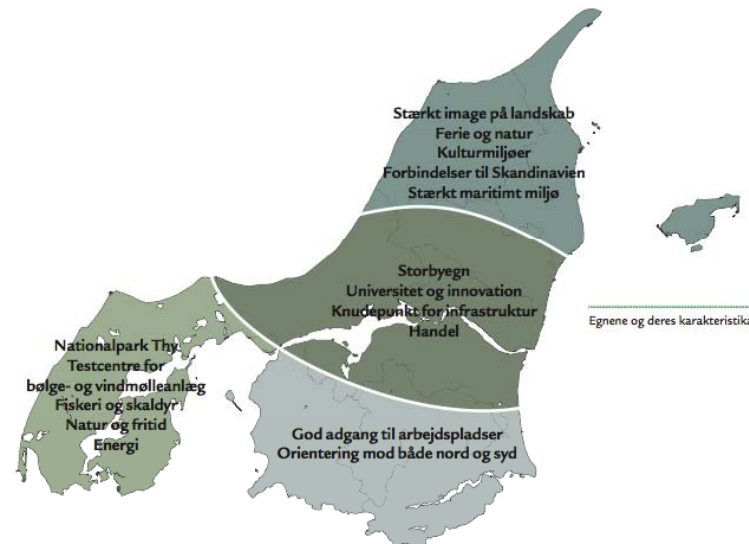 Stærkt image på landskab
Ferie og natur
Kulturmiljøer
Forbindelser til Skandinavien
Stærkt maritimt miljø
Storbyegn
Universitet og innovation
Knudepunkt for infrastruktur
Handel
Egnene og deres karakteristika
Nationalpark Thy
Testcentre for
bølge- og vindmølleanlæg
Fiskeri og skaldyr
Natur og fritid
Energi
God adgang til arbejdspladser
Orientering mod både nord og syd